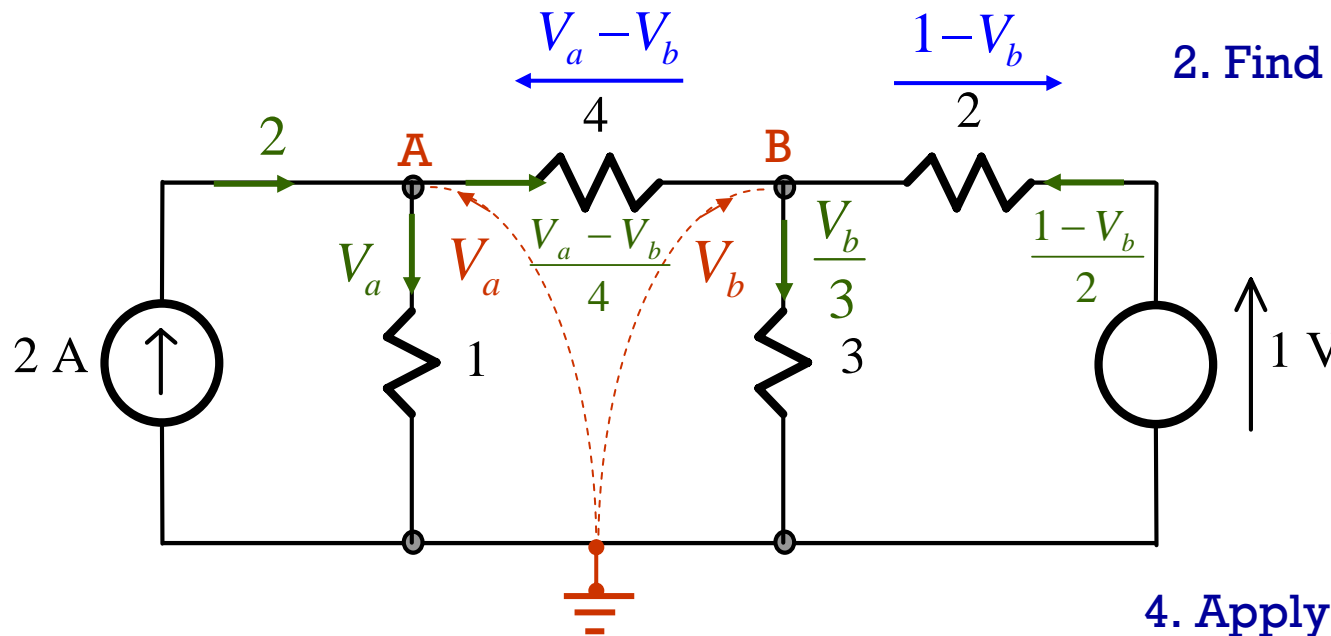 V_a − V_b
1 − V_b
2. Find
4
2
2
A
B
V_a
V_a
(V_a − V_b)/4
V_b
V_b/3
(1 − V_b)/2
2 A
1
3
1 V
4. Apply